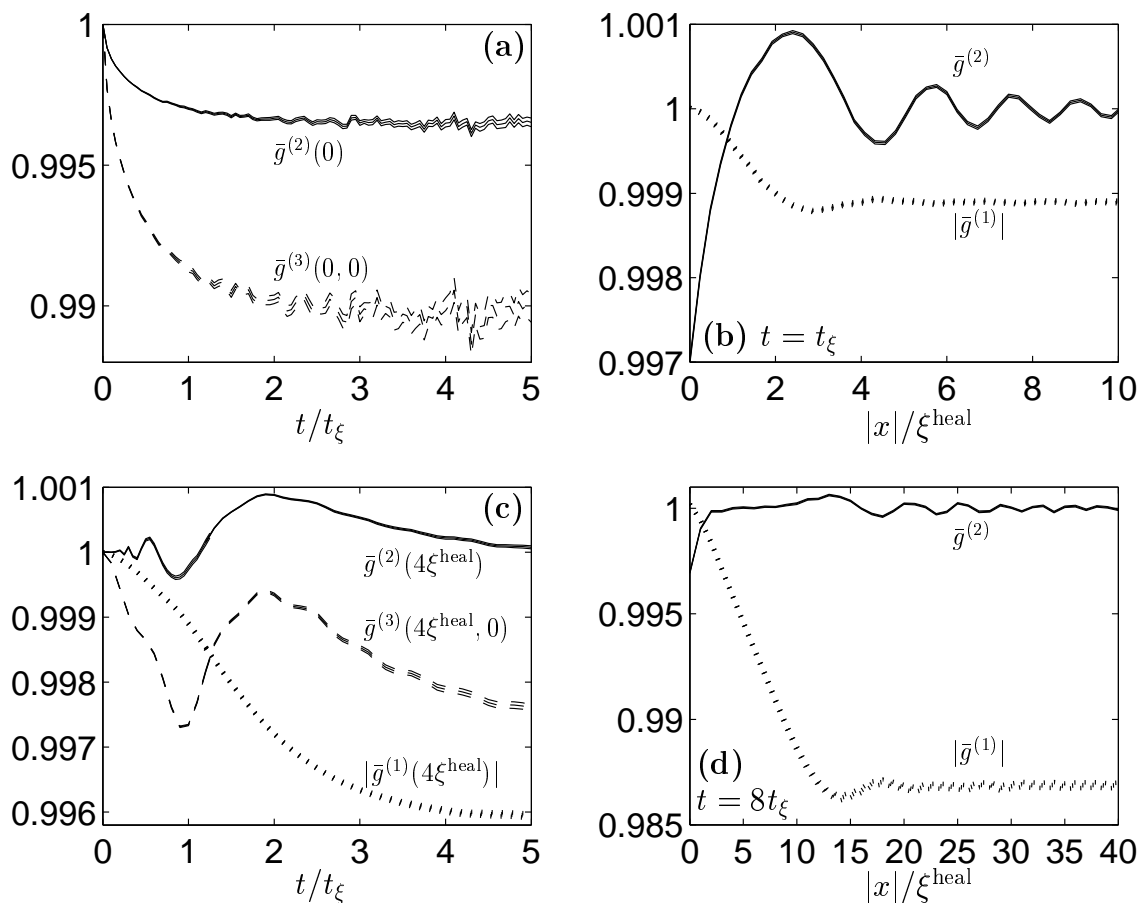 1
(a)
0.995
ḡ⁽²⁾(0)
ḡ⁽³⁾(0, 0)
0.99
0 1 2 3 4 5
t/t_ξ
1.001
ḡ⁽²⁾
1
0.999
|ḡ⁽¹⁾|
0.998
(b) t = t_ξ
0.997
0 2 4 6 8 10
|x|/ξ^heal
1.001
(c)
1
ḡ⁽²⁾(4ξ^heal)
0.999
ḡ⁽³⁾(4ξ^heal, 0)
0.998
0.997
|ḡ⁽¹⁾(4ξ^heal)|
0.996
0 1 2 3 4 5
t/t_ξ
1
ḡ⁽²⁾
0.995
0.99
|ḡ⁽¹⁾|
(d)
t = 8t_ξ
0.985
0 5 10 15 20 25 30 35 40
|x|/ξ^heal